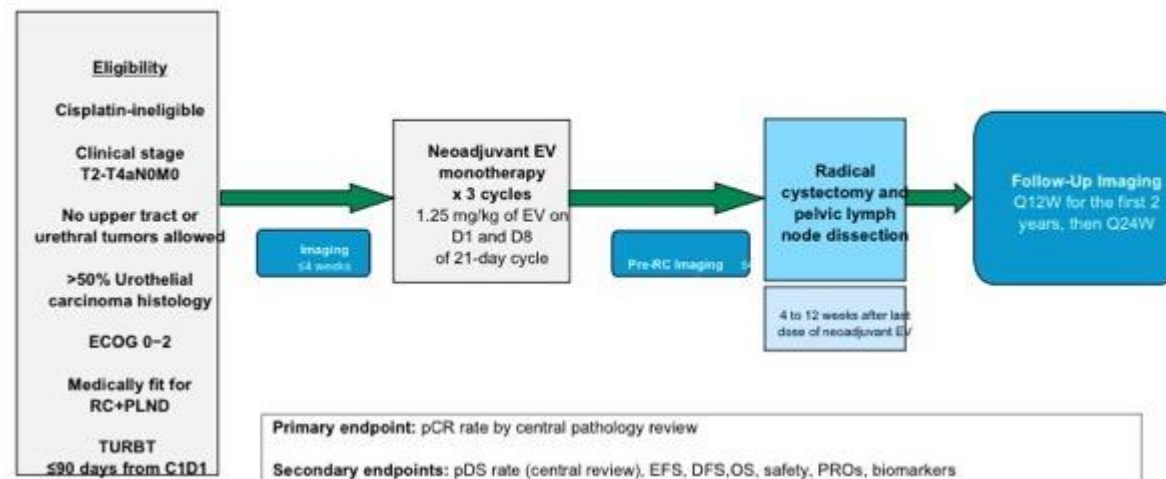 Eligibility
Cisplatin-ineligible
Clinical stage
T2-T4aN0M0
No upper tract or
urethral tumors allowed
>50% Urothelial
carcinoma histology
ECOG 0−2
Medically fit for
RC+PLND
TURBT
≤90 days from C1D1
Imaging
≤4 weeks
Neoadjuvant EV
monotherapy
x 3 cycles
1.25 mg/kg of EV on
D1 and D8
of 21-day cycle
Pre-RC Imaging
Radical
cystectomy and
pelvic lymph
node dissection
4 to 12 weeks after last
dose of neoadjuvant EV
Follow-Up Imaging
Q12W for the first 2
years, then Q24W
Primary endpoint: pCR rate by central pathology review
Secondary endpoints: pDS rate (central review), EFS, DFS,OS, safety, PROs, biomarkers